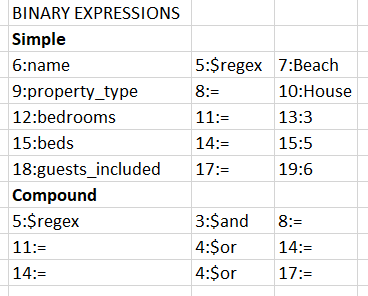 BINARY EXPRESSIONS
Simple
6:name 5:$regex 7:Beach
9:property_type 8:= 10:House
12:bedrooms 11:= 13:3
15:beds 14:= 15:5
18:guests_included 17:= 19:6
Compound
5:$regex 3:$and 8:=
11:= 4:$or 14:=
14:= 4:$or 17:=